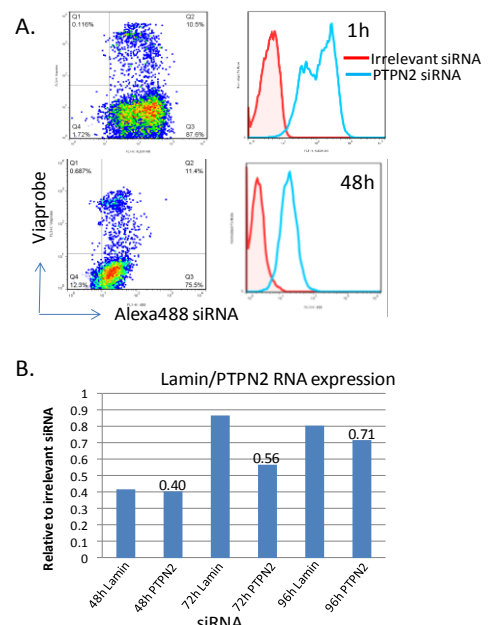 A.
Q1
0.116%
Q2
10.5%
Q4
1.72%
Q3
87.6%
1h
Irrelevant siRNA
PTPN2 siRNA
Q1
0.687%
Q2
11.4%
Q4
12.3%
Q3
75.5%
48h
Viaprobe
Alexa488 siRNA
B.
Lamin/PTPN2 RNA expression
Relative to irrelevant siRNA
1
0.9
0.8
0.7
0.6
0.5
0.4
0.3
0.2
0.1
0
0.40
0.56
0.71
48h Lamin
48h PTPN2
72h Lamin
72h PTPN2
96h Lamin
96h PTPN2
siRNA